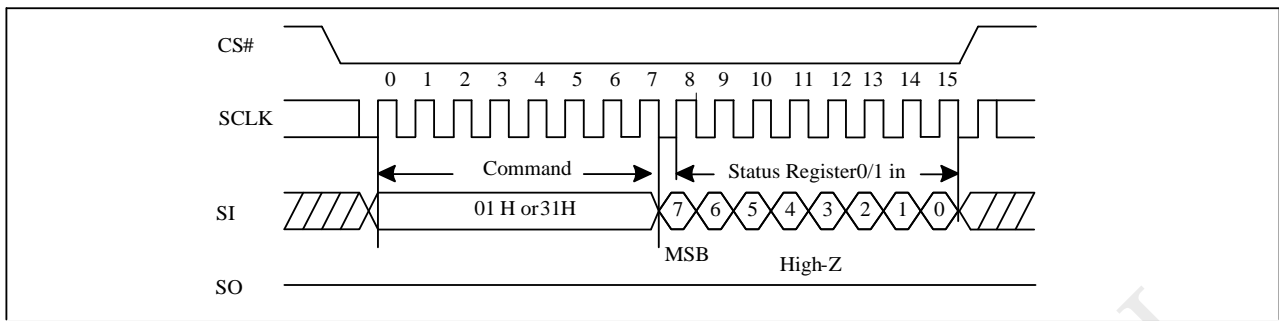 CS#
0 1 2 3 4 5 6 7 8 9 10 11 12 13 14 15
SCLK
Command Status Register0/1 in
SI 01 H or31H 7 6 5 4 3 2 1 0
MSB
High-Z
SO